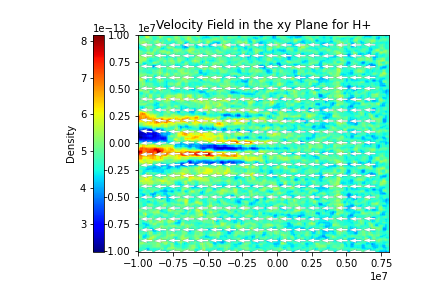 Velocity Field in the xy Plane for H+
1e−13
1e7
8
7
6
5
4
3
Density
1.00
0.75
0.50
0.25
0.00
−0.25
−0.50
−0.75
−1.00
−1.00 −0.75 −0.50 −0.25 0.00 0.25 0.50 0.75
1e7